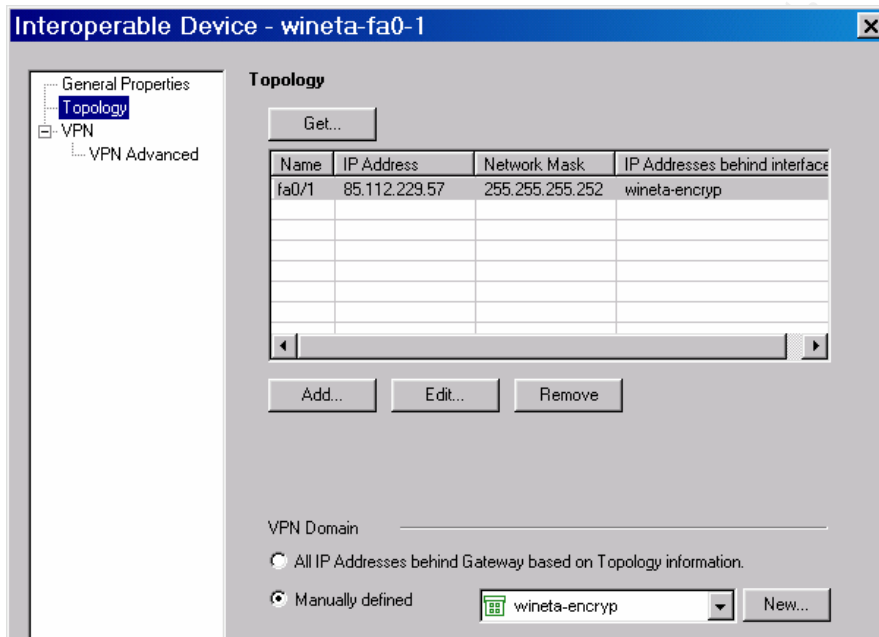 Interoperable Device - wineta-fa0-1
General Properties
Topology
VPN
VPN Advanced
Topology
Get...
Name IP Address Network Mask IP Addresses behind interface
fa0/1 85.112.229.57 255.255.255.252 wineta-encryp
Add... Edit... Remove
VPN Domain
All IP Addresses behind Gateway based on Topology information.
Manually defined wineta-encryp New...